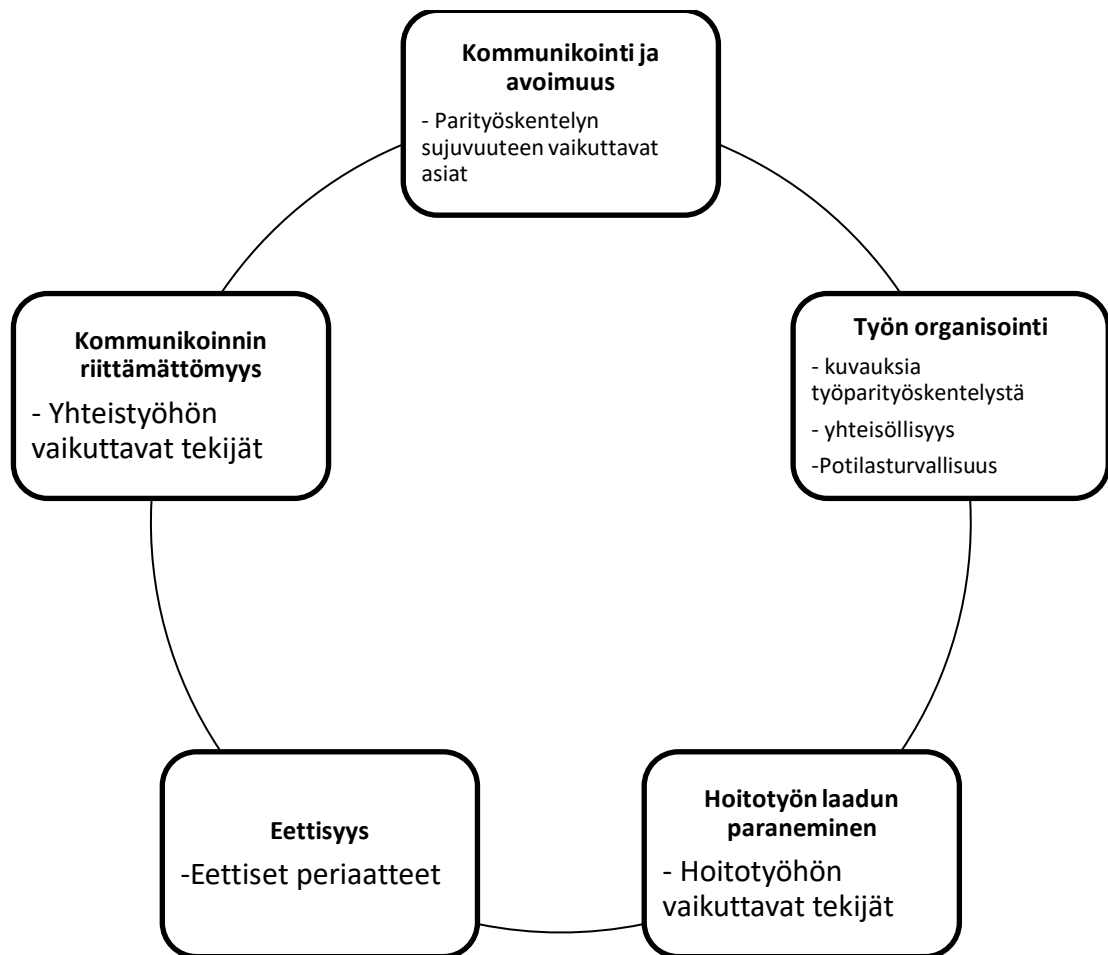 Kommunikointi ja
avoimuus
- Parityöskentelyn
sujuvuuteen vaikuttavat
asiat
Työn organisointi
- kuvauksia
työparityöskentelystä
- yhteisöllisyys
-Potilasturvallisuus
Hoitotyön laadun
paraneminen
- Hoitotyöhön
vaikuttavat tekijät
Eettisyys
-Eettiset periaatteet
Kommunikoinnin
riittämättömyys
- Yhteistyöhön
vaikuttavat tekijät